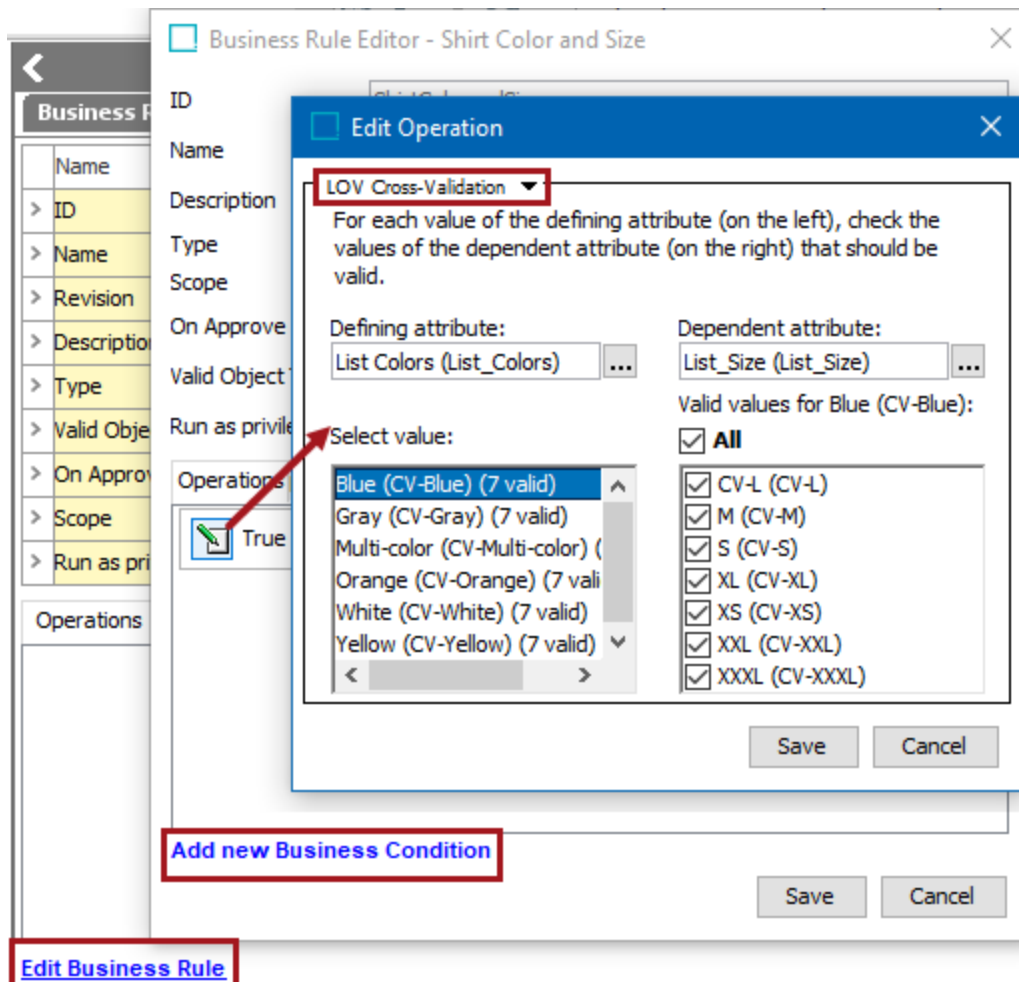 Business Rule Editor - Shirt Color and Size
Business
Name
ID
Name
Revision
Description
Type
Valid Obje
On Approv
Scope
Run as pri
Operations
Edit Business Rule
ID
Name
Description
Type
Scope
On Approve
Valid Object
Run as privile
Operations
True
Add new Business Condition
Save Cancel
Edit Operation
LOV Cross-Validation
For each value of the defining attribute (on the left), check the
values of the dependent attribute (on the right) that should be
valid.
Defining attribute:
List Colors (List_Colors) ...
Select value:
Blue (CV-Blue) (7 valid)
Gray (CV-Gray) (7 valid)
Multi-color (CV-Multi-color) (
Orange (CV-Orange) (7 vali
White (CV-White) (7 valid)
Yellow (CV-Yellow) (7 valid)
Dependent attribute:
List_Size (List_Size) ...
Valid values for Blue (CV-Blue):
All
CV-L (CV-L)
M (CV-M)
S (CV-S)
XL (CV-XL)
XS (CV-XS)
XXL (CV-XXL)
XXXL (CV-XXXL)
Save Cancel